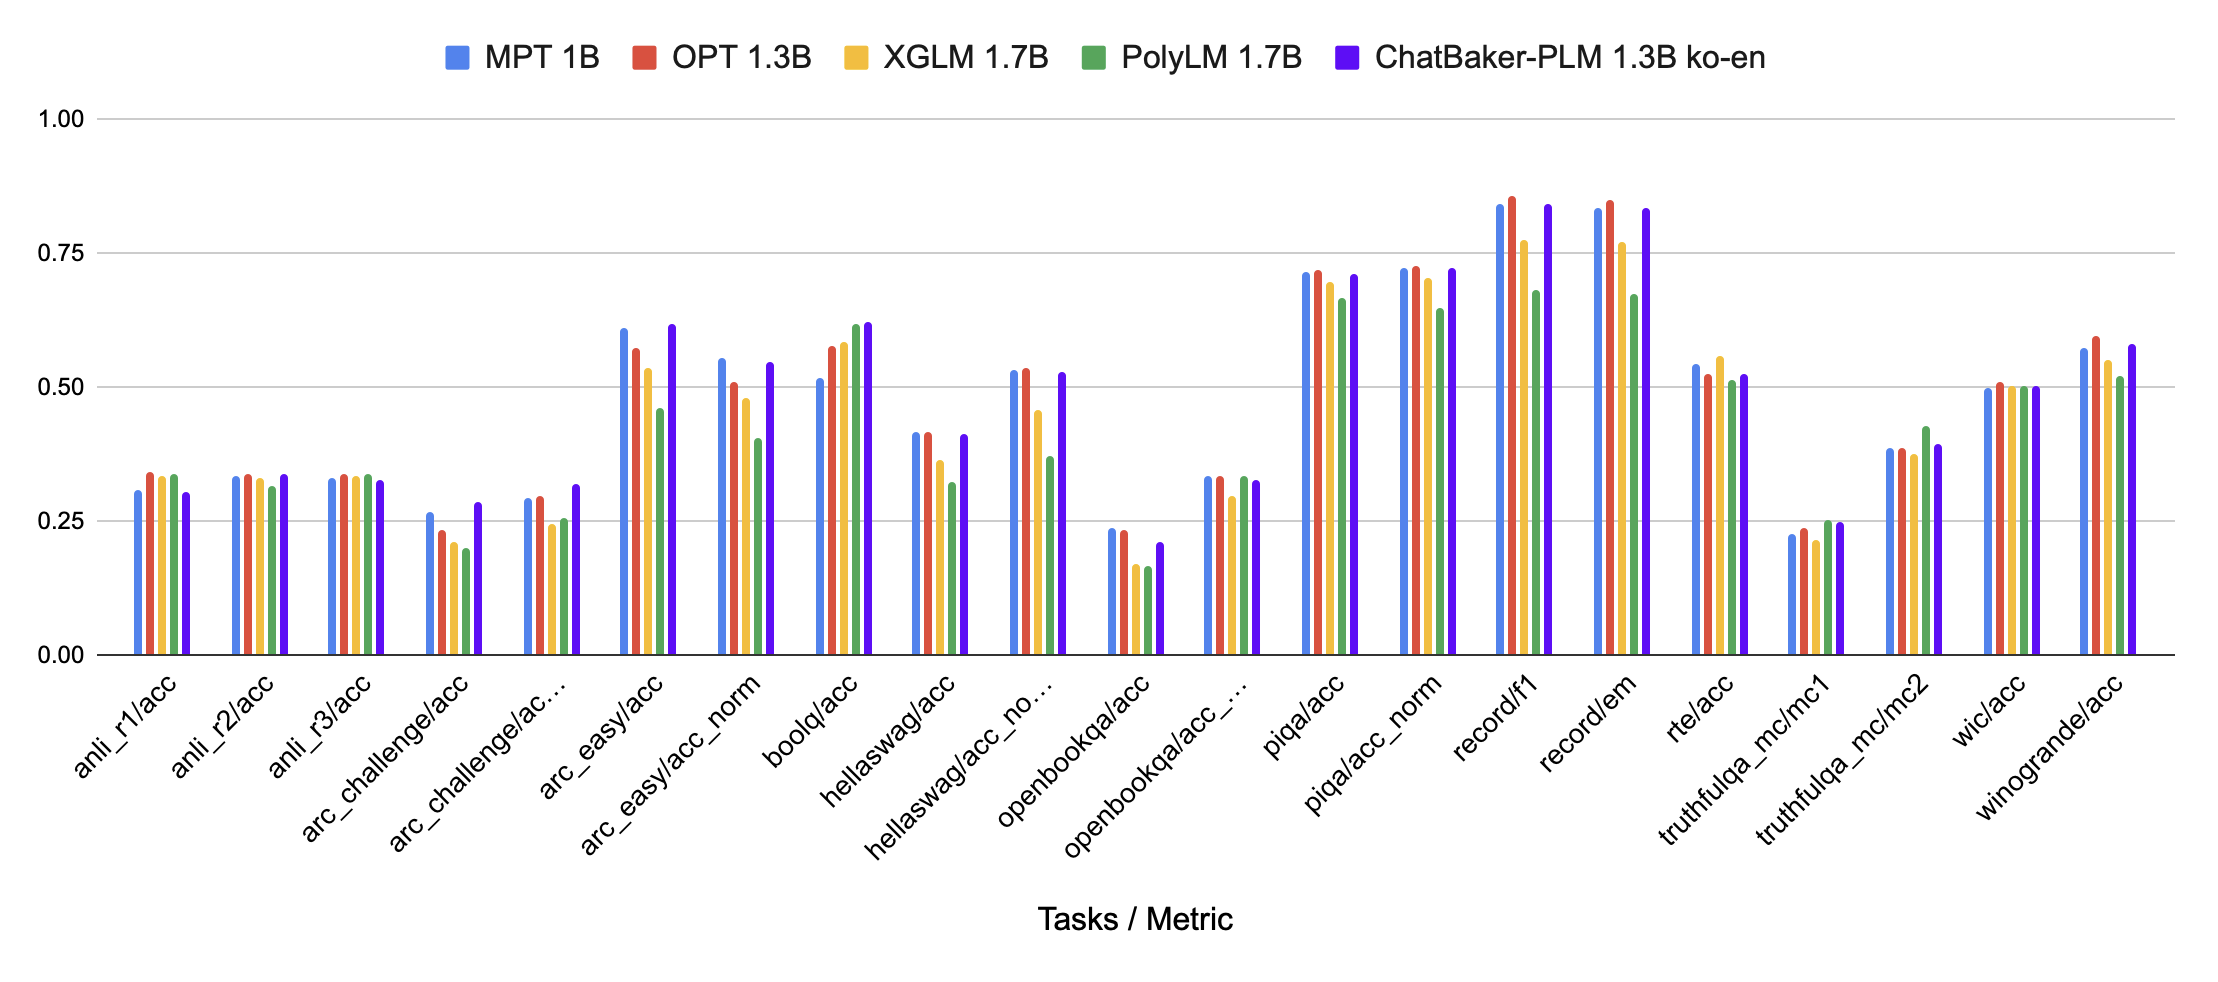 MPT 1B OPT 1.3B XGLM 1.7B PolyLM 1.7B ChatBaker-PLM 1.3B ko-en
1.00
0.75
0.50
0.25
0.00
anli_r1/acc
anli_r2/acc
anli_r3/acc
arc_challenge/acc
arc_challenge/ac…
arc_easy/acc
arc_easy/acc_norm
boolq/acc
hellaswag/acc
hellaswag/acc_no…
openbookqa/acc
openbookqa/acc_…
piqa/acc
piqa/acc_norm
record/f1
record/em
rte/acc
truthfulqa_mc/mc1
truthfulqa_mc/mc2
wic/acc
winogrande/acc
Tasks / Metric